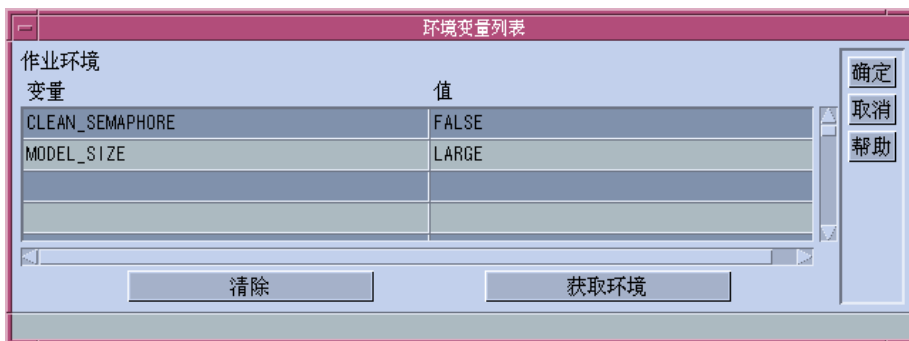 环境变量列表
作业环境
变量 值
CLEAN_SEMAPHORE FALSE
MODEL_SIZE LARGE
清除 获取环境
确定
取消
帮助